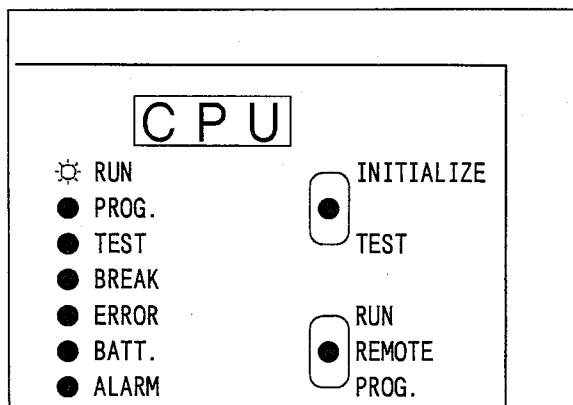 CPU
RUN
PROG.
TEST
BREAK
ERROR
BATT.
ALARM
INITIALIZE
TEST
RUN
REMOTE
PROG.